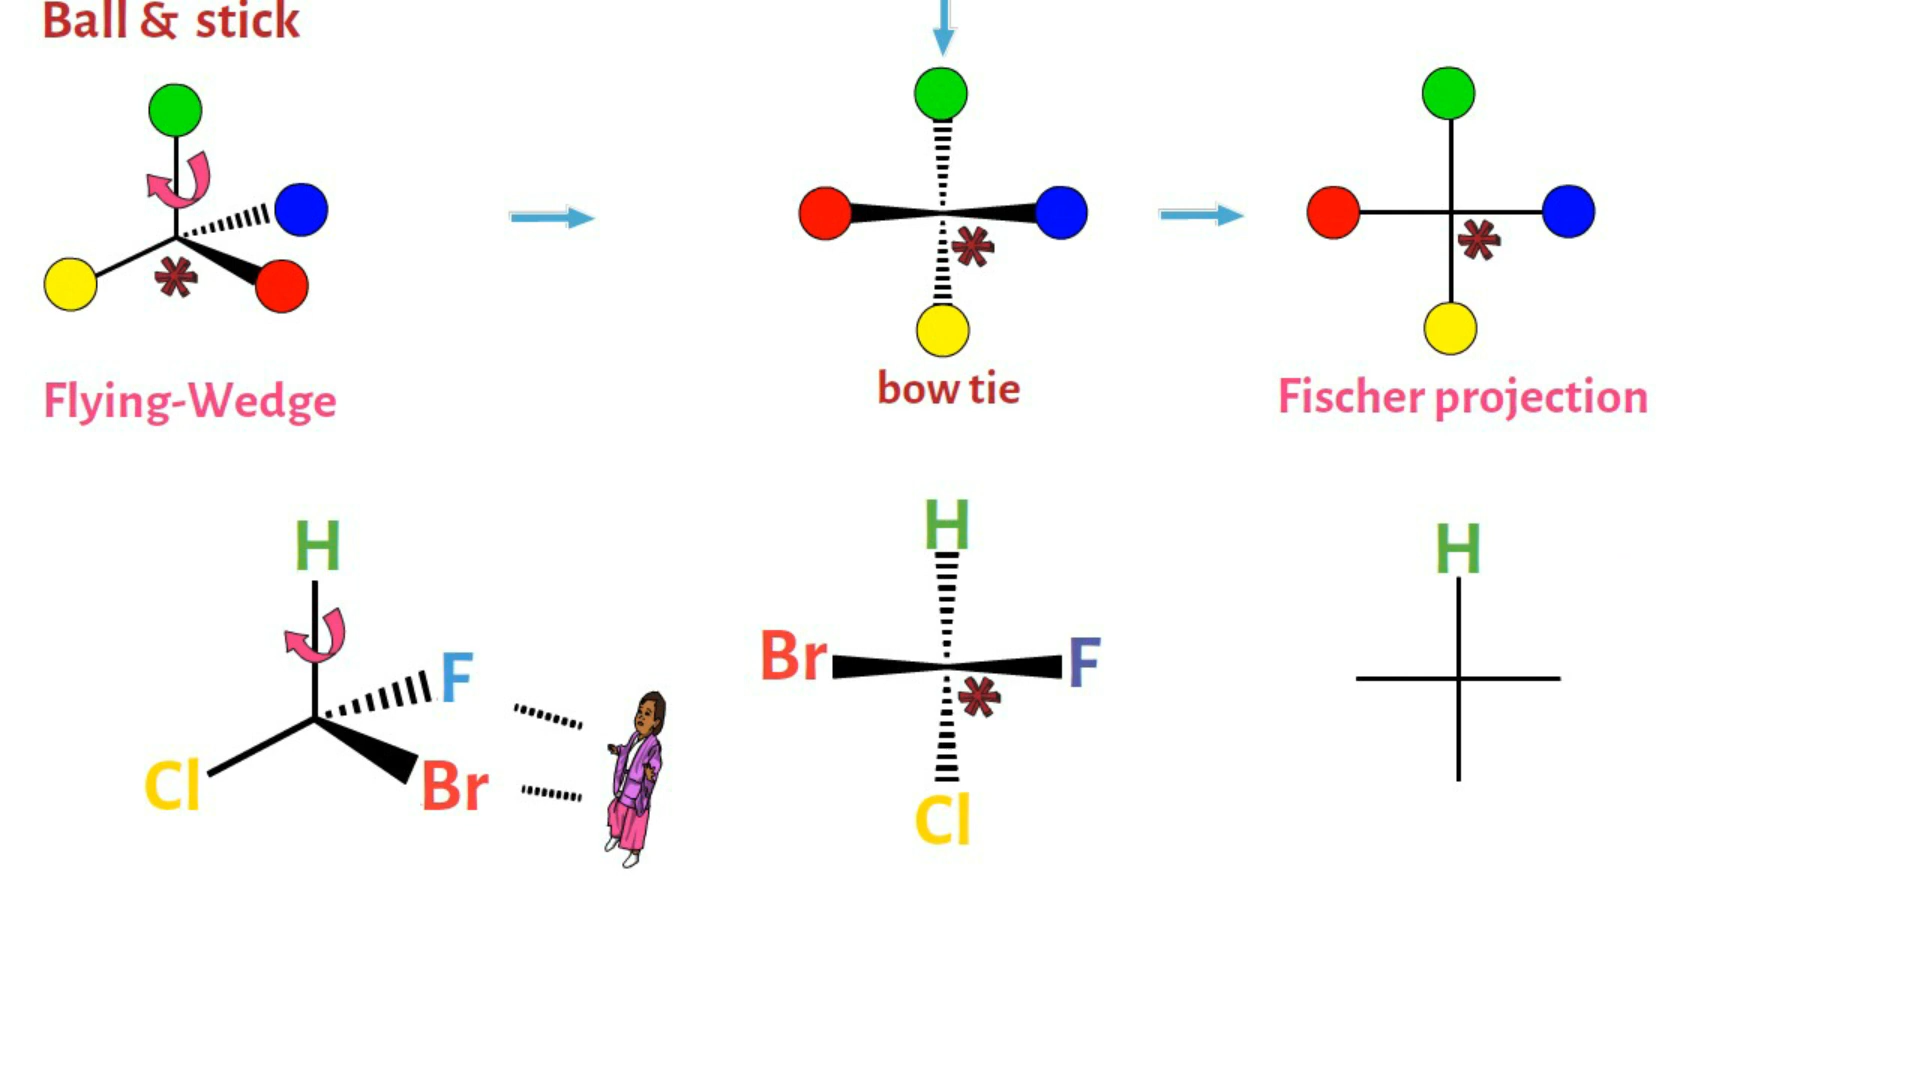 Ball & stick
Flying-Wedge
bow tie
Fischer projection
H
F
Cl
Br
H
Br
F
Cl
H